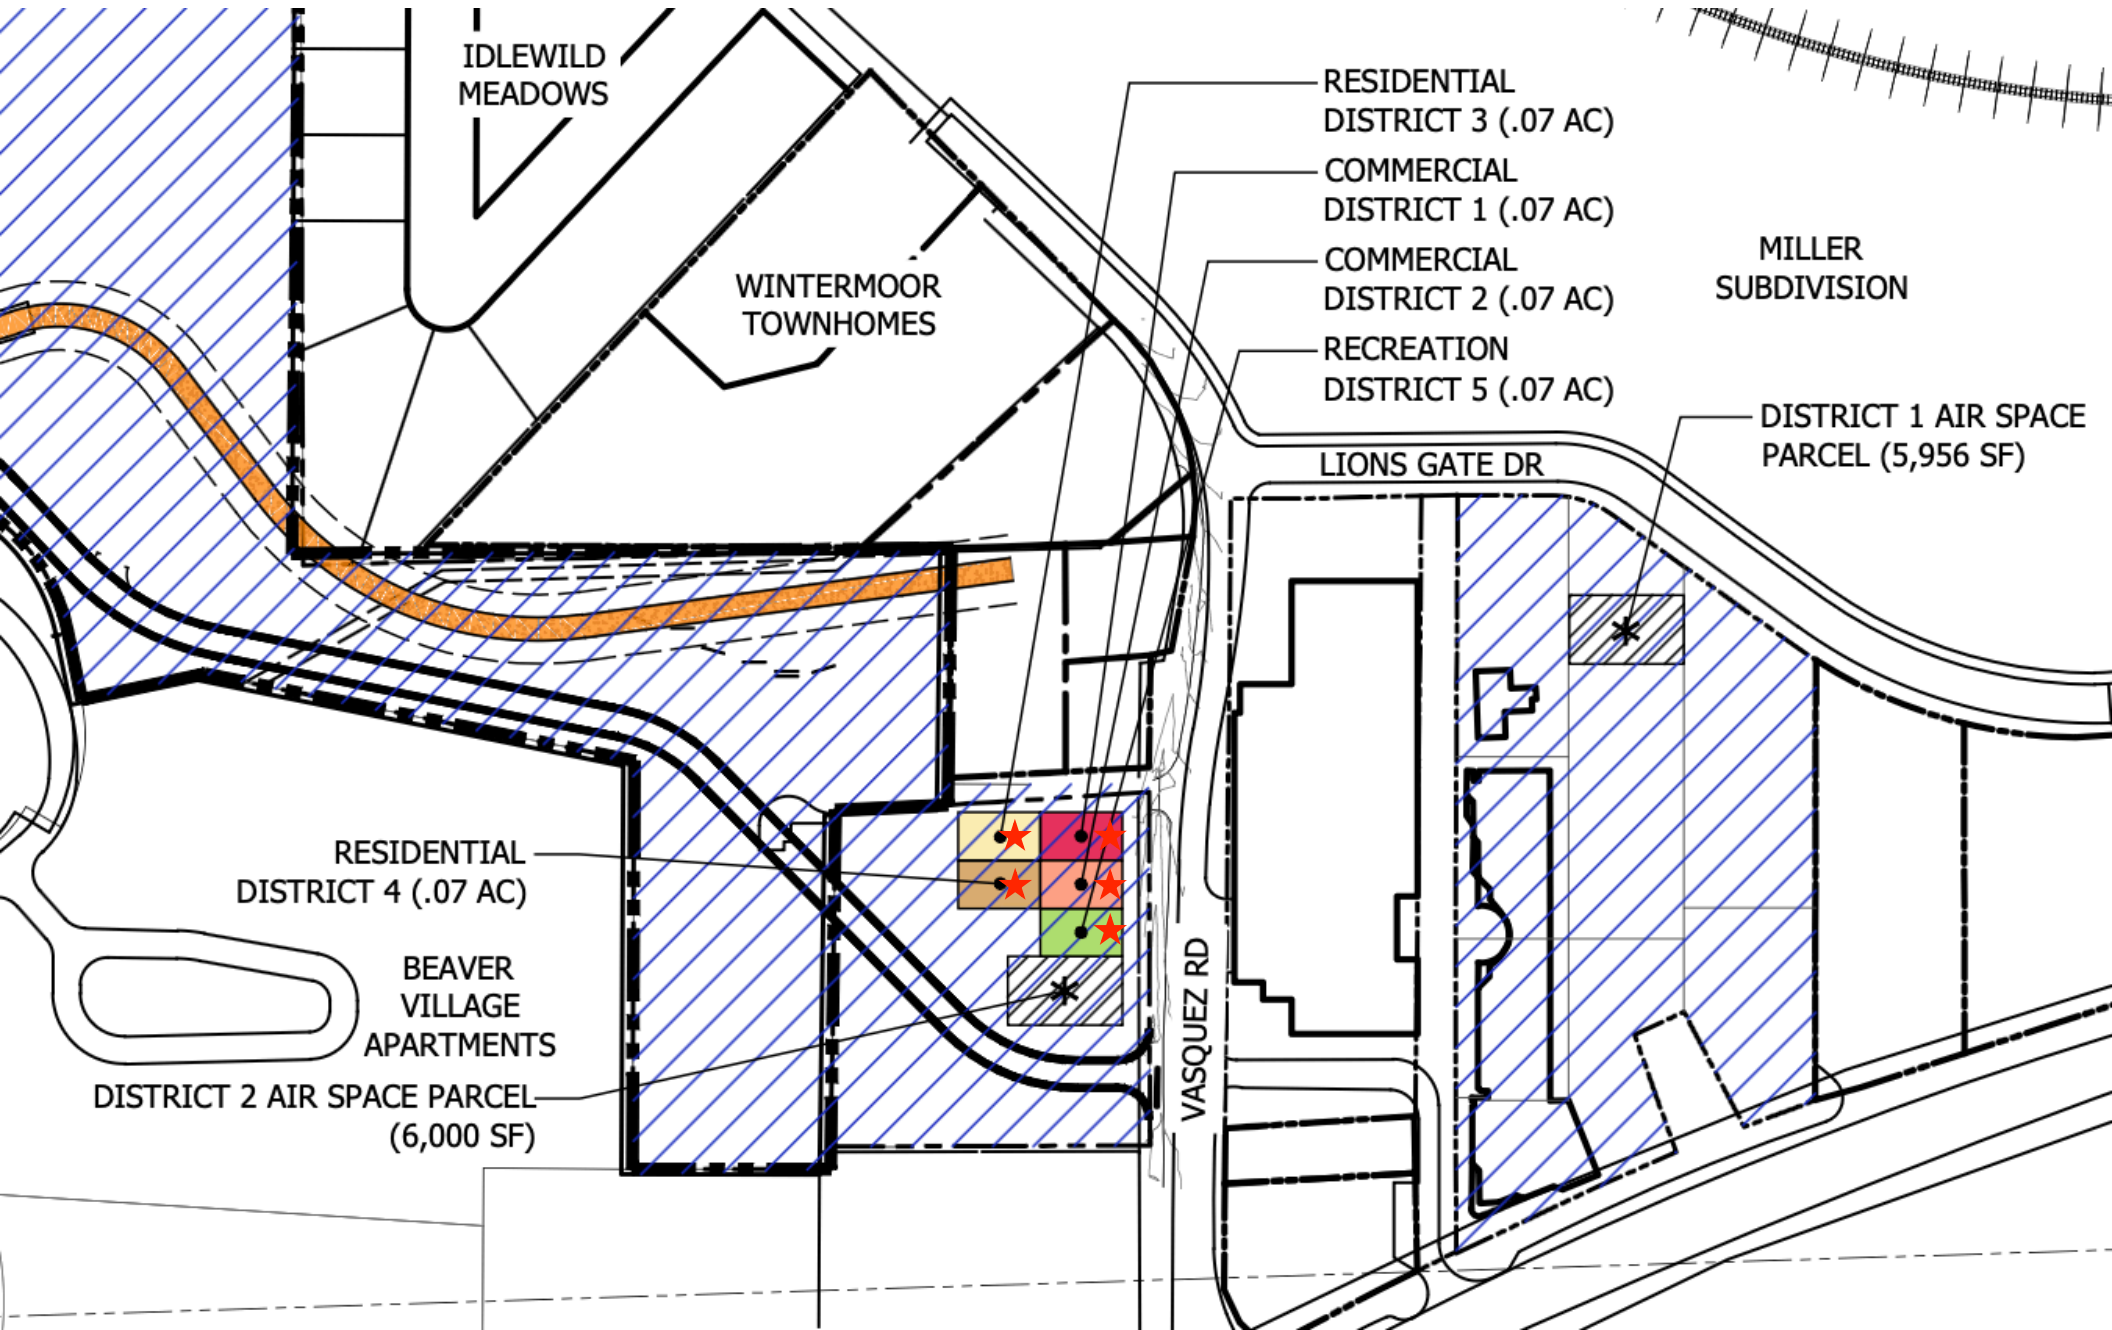 IDLEWILD
MEADOWS
RESIDENTIAL
DISTRICT 3 (.07 AC)
COMMERCIAL
DISTRICT 1 (.07 AC)
COMMERCIAL
DISTRICT 2 (.07 AC)
RECREATION
DISTRICT 5 (.07 AC)
MILLER
SUBDIVISION
WINTERMOOR
TOWNHOMES
DISTRICT 1 AIR SPACE
PARCEL (5,956 SF)
LIONS GATE DR
RESIDENTIAL
DISTRICT 4 (.07 AC)
BEAVER
VILLAGE
APARTMENTS
DISTRICT 2 AIR SPACE PARCEL
(6,000 SF)
VASQUEZ RD